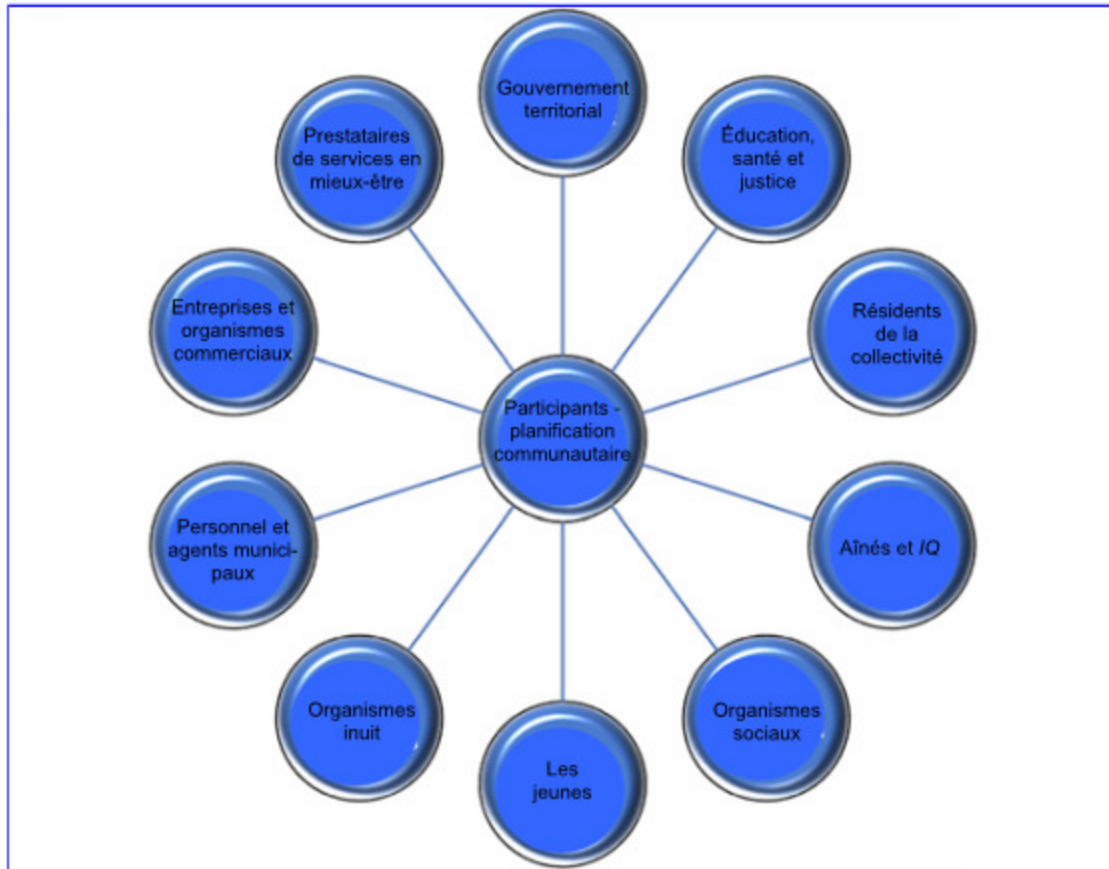 Gouvernement
territorial
Éducation,
santé et
justice
Résidents
de la
collectivité
Aînés et IQ
Organismes
sociaux
Les
jeunes
Organismes
inuit
Personnel et
agents munici-
paux
Entreprises et
organismes
commerciaux
Prestataires
de services en
mieux-être
Participants -
planification
communautaire